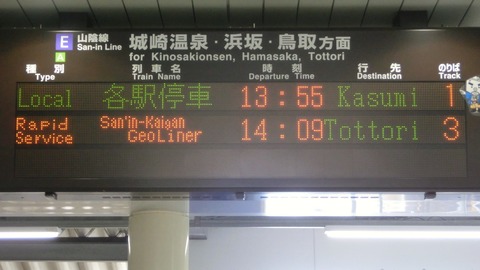 E 山陰線 城崎温泉・浜坂・鳥取方面
A San-in Line for Kinosakionsen, Hamasaka, Tottori
種別 列車名 時刻 行先 のりば
Type Train Name Departure Time Destination Track
Local 各駅停車 13:55 Kasumi 1
Rapid Service San'in-Kaigan GeoLiner 14:09 Tottori 3